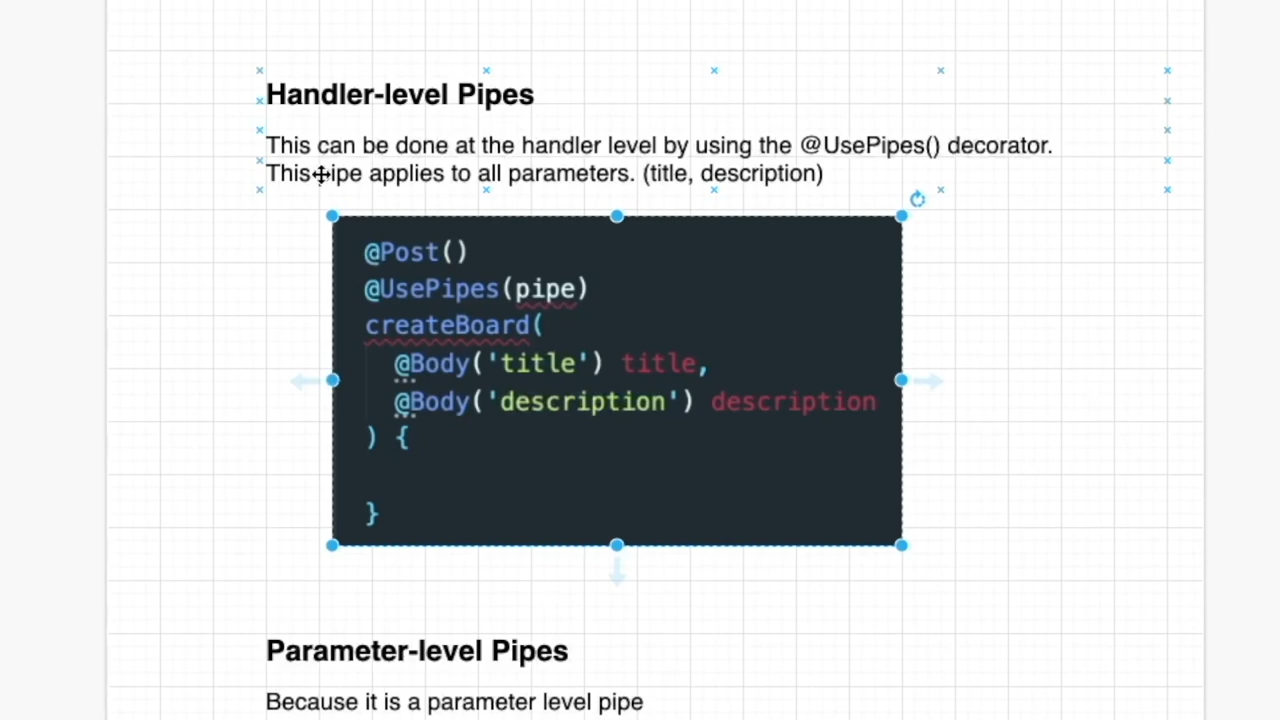 Handler-level Pipes
This can be done at the handler level by using the @UsePipes() decorator.
This ipe applies to all parameters. (title, description)
@Post()
@UsePipes(pipe)
createBoard(
@Body('title') title,
@Body('description') description
) {
}
Parameter-level Pipes
Because it is a parameter level pipe